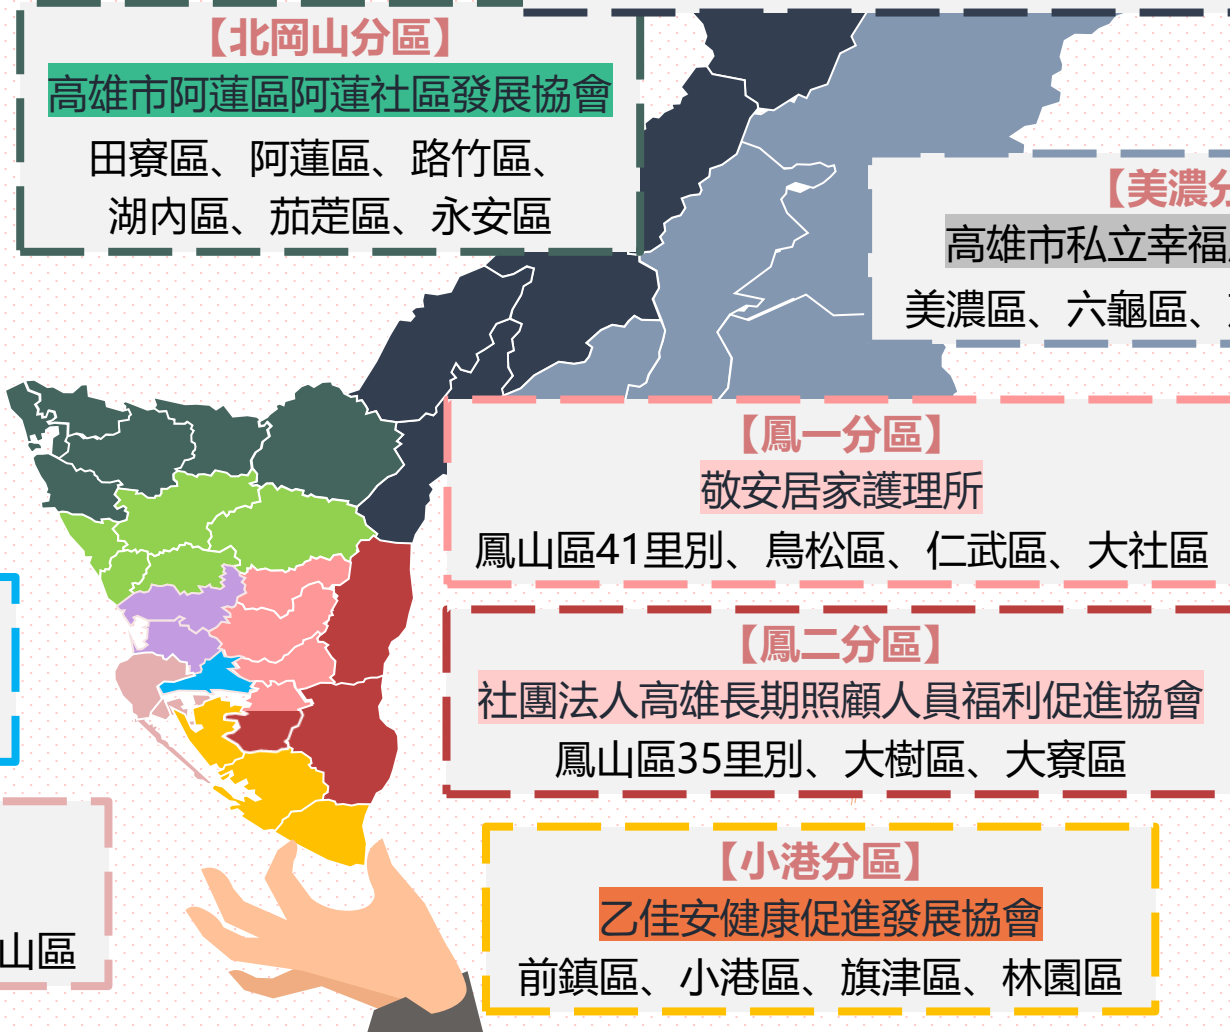 【北岡山分區】
高雄市阿蓮區阿蓮社區發展協會
田寮區、阿蓮區、路竹區、
湖內區、茄萣區、永安區
【美濃分
高雄市私立幸福
美濃區、六龜區、
【鳳一分區】
敬安居家護理所
鳳山區41里別、鳥松區、仁武區、大社區
【鳳二分區】
社團法人高雄長期照顧人員福利促進協會
鳳山區35里別、大樹區、大寮區
【小港分區】
乙佳安健康促進發展協會
前鎮區、小港區、旗津區、林園區
山區